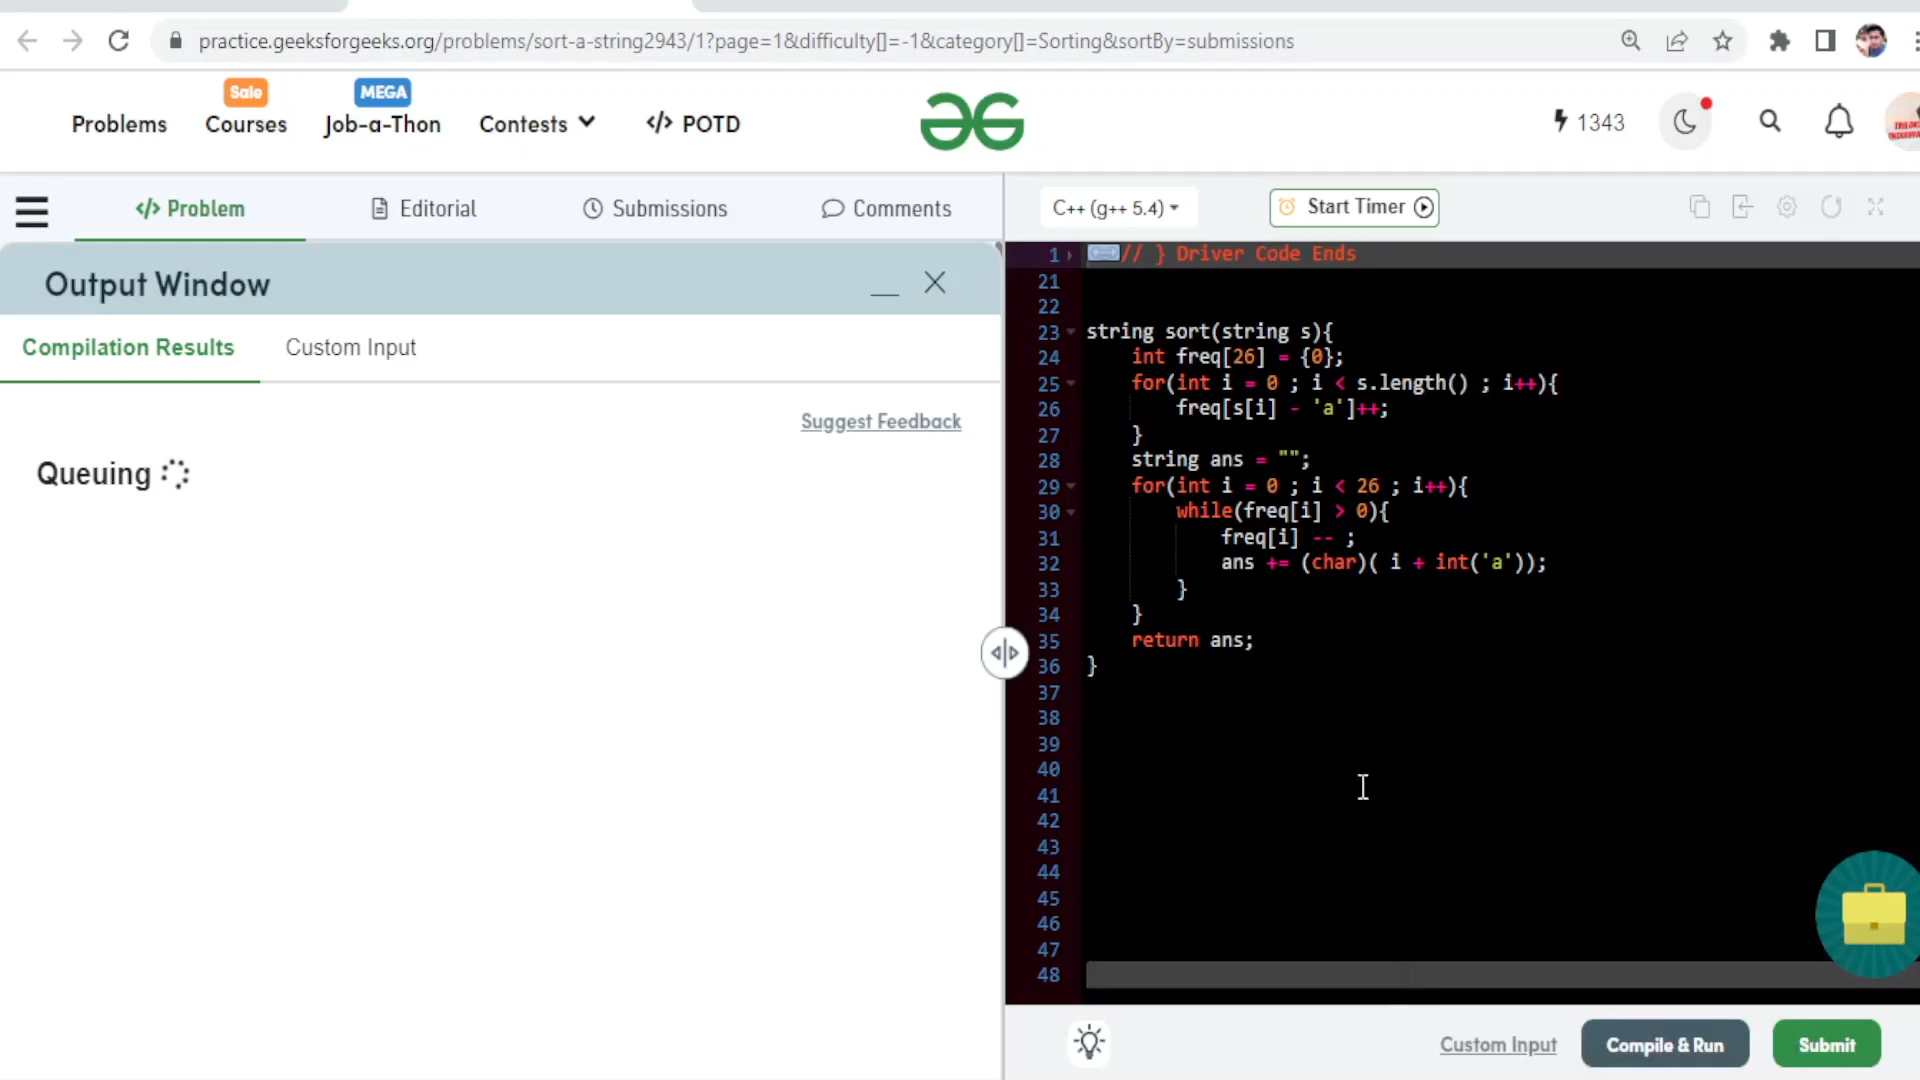 practice.geeksforgeeks.org/problems/sort-a-string2943/1?page=1&difficulty[]=-1&category[]=Sorting&sortBy=submissions
Sale
MEGA
Problems
Courses
Job-a-Thon
Contests
</> POTD
1343
</> Problem
Editorial
Submissions
Comments
C++ (g++ 5.4)
Start Timer
Output Window
Compilation Results
Custom Input
Suggest Feedback
Queuing
1 // } Driver Code Ends
21
22
23 string sort(string s){
24 int freq[26] = {0};
25 for(int i = 0 ; i < s.length() ; i++){
26 freq[s[i] - 'a']++;
27 }
28 string ans = "";
29 for(int i = 0 ; i < 26 ; i++){
30 while(freq[i] > 0){
31 freq[i] -- ;
32 ans += (char)( i + int('a'));
33 }
34 }
35 return ans;
36 }
37
38
39
40
41
42
43
44
45
46
47
48
Custom Input
Compile & Run
Submit